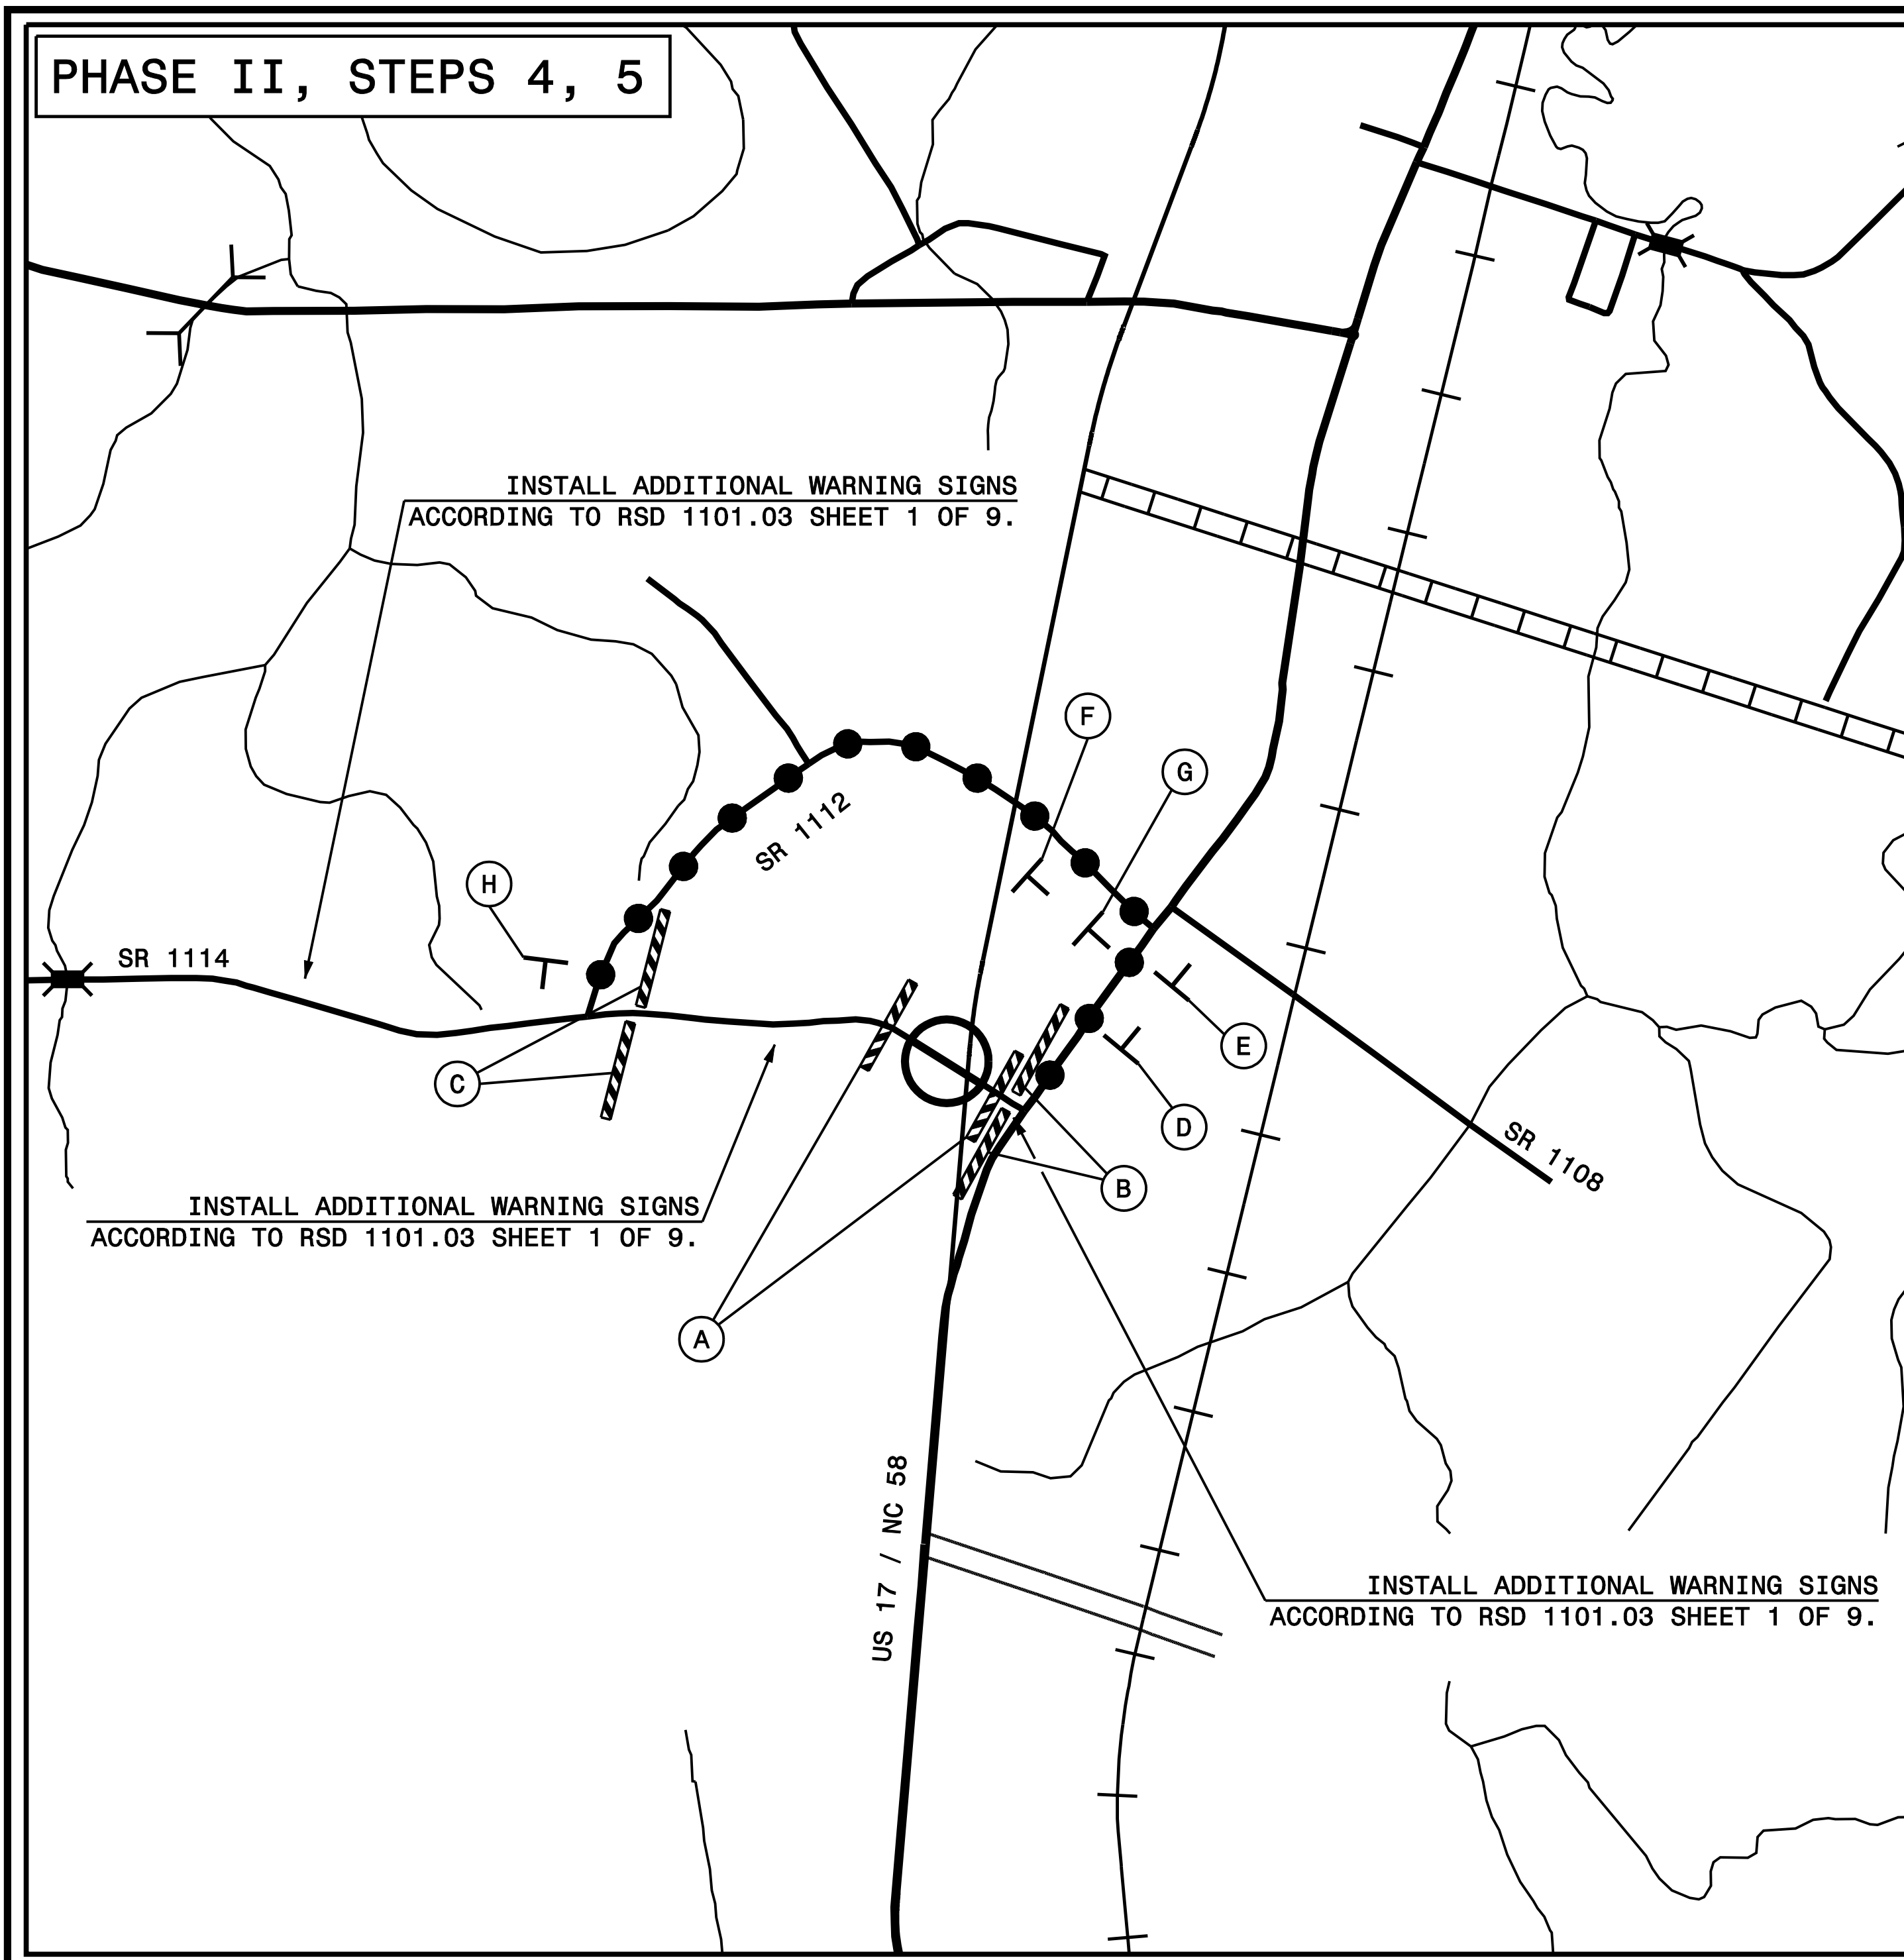 PHASE II, STEPS 4, 5
INSTALL ADDITIONAL WARNING SIGNS
ACCORDING TO RSD 1101.03 SHEET 1 OF 9.
F
G
SR 1112
H
SR 1114
C
E
D
SR 1108
B
INSTALL ADDITIONAL WARNING SIGNS
ACCORDING TO RSD 1101.03 SHEET 1 OF 9.
A
US 17 / NC 58
INSTALL ADDITIONAL WARNING SIGNS
ACCORDING TO RSD 1101.03 SHEET 1 OF 9.